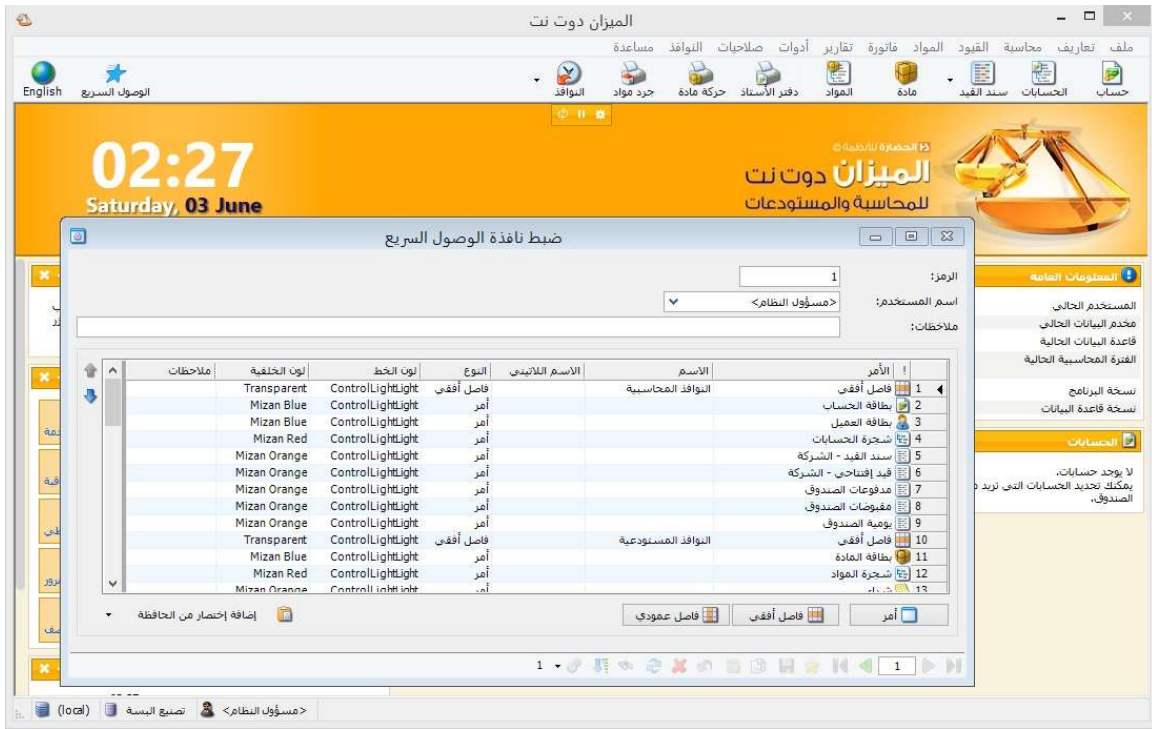 الميزان دوت نت
ملف تعاريف محاسبة القيود المواد فاتورة تقارير أدوات صلاحيات النوافذ مساعدة
حساب الحسابات سند القيد مادة المواد دفتر الأستاذ حركة مادة جرد مواد النوافذ الوصول السريع English
الحضارة للأنظمة
الميزان دوت نت
للمحاسبة والمستودعات
02:27
Saturday, 03 June
ضبط نافذة الوصول السريع
الرمز: 1
اسم المستخدم: <مسؤول النظام>
ملاحظات:
! الأمر الاسم الاسم اللاتيني النوع لون الخط لون الخلفية ملاحظات
1 فاصل أفقي النوافذ المحاسبية فاصل أفقي ControlLightLight Transparent
2 بطاقة الحساب أمر ControlLightLight Mizan Blue
3 بطاقة العميل أمر ControlLightLight Mizan Blue
4 شجرة الحسابات أمر ControlLightLight Mizan Red
5 سند القيد - الشركة أمر ControlLightLight Mizan Orange
6 قيد إفتتاحي - الشركة أمر ControlLightLight Mizan Orange
7 مدفوعات الصندوق أمر ControlLightLight Mizan Orange
8 مقبوضات الصندوق أمر ControlLightLight Mizan Orange
9 يومية الصندوق أمر ControlLightLight Mizan Orange
10 فاصل أفقي النوافذ المستودعية فاصل أفقي ControlLightLight Transparent
11 بطاقة المادة أمر ControlLightLight Mizan Blue
12 شجرة المواد أمر ControlLightLight Mizan Red
13 شراء أمر ControlLightLight Mizan Orange
أمر فاصل أفقي فاصل عمودي إضافة إختصار من الحافظة
1 1
المعلومات العامة
المستخدم الحالي
مخدم البيانات الحالي
قاعدة البيانات الحالية
الفترة المحاسبية الحالية
نسخة البرنامج
نسخة قاعدة البيانات
الحسابات
لا يوجد حسابات.
يمكنك تحديد الحسابات التي تريد
الصندوق.
<مسؤول النظام> تصنيع البسة (local)